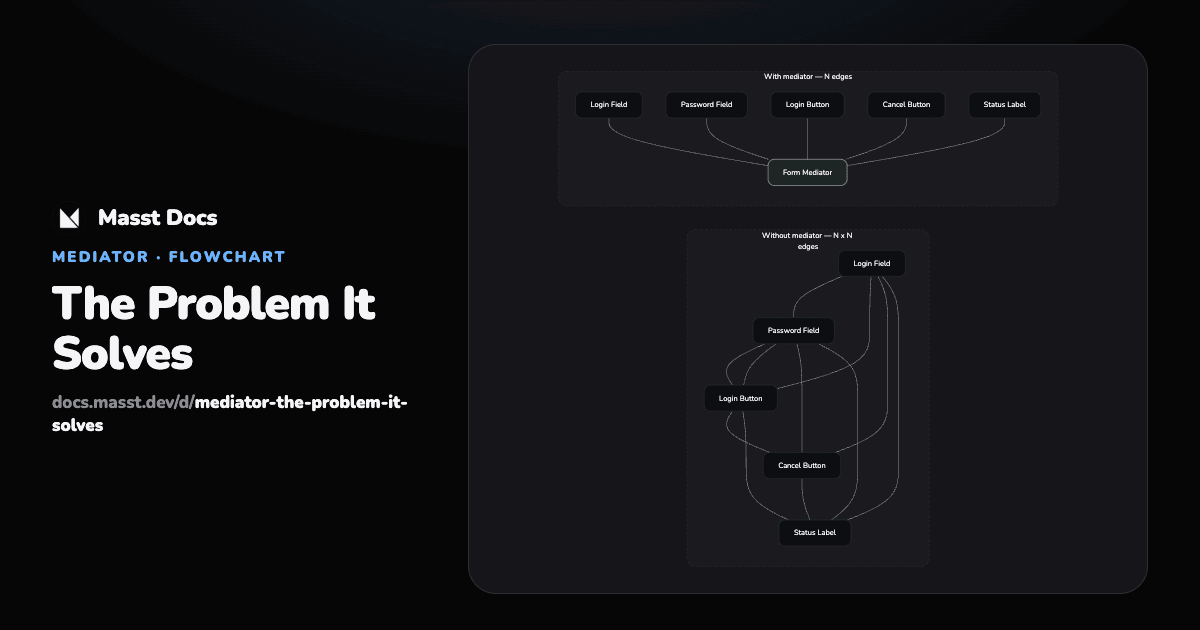 Masst Docs
MEDIATOR · FLOWCHART
The Problem It
Solves
docs.masst.dev/d/mediator-the-problem-it-
solves
With mediator — N edges
Login Field
Password Field
Login Button
Cancel Button
Status Label
Form Mediator
Without mediator — N x N
edges
Login Field
Password Field
Login Button
Cancel Button
Status Label